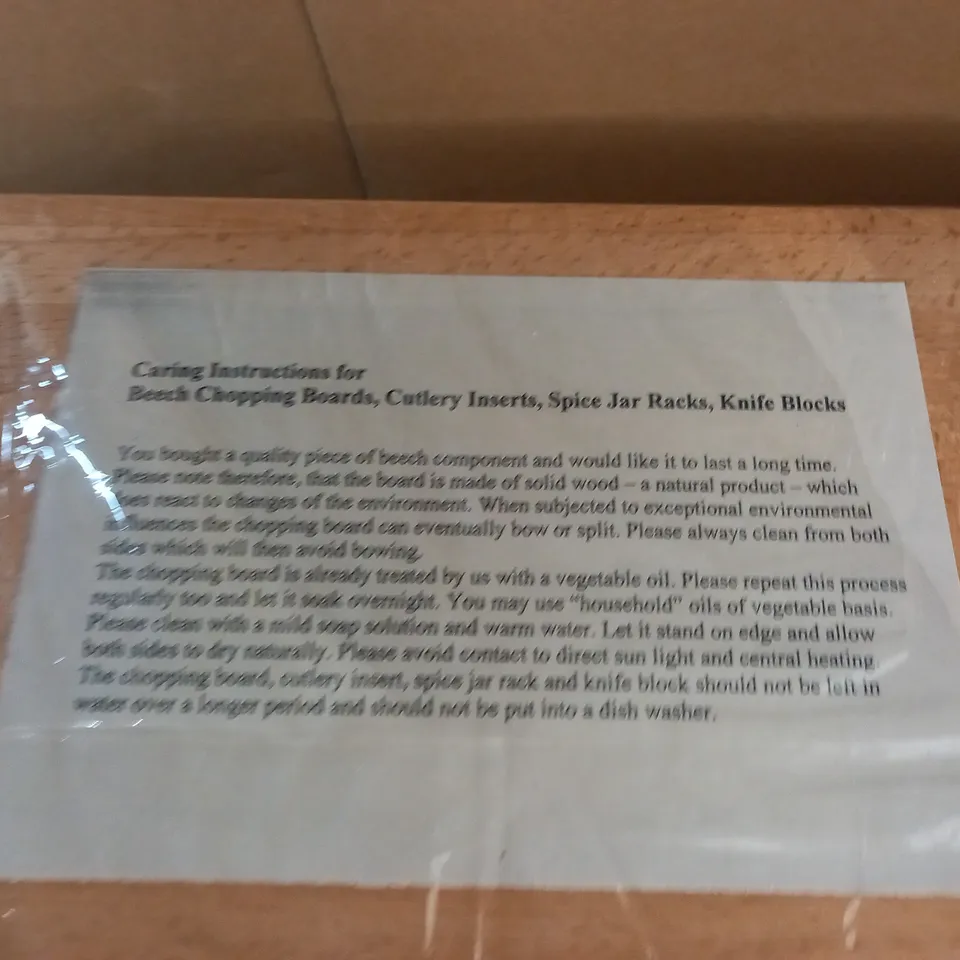 Caring Instructions for
Beech Chopping Boards, Cutlery Inserts, Spice Jar Racks, Knife Blocks
You bought a quality piece of beech component and would like it to last a long time.
Please note therefore, that the board is made of solid wood – a natural product – which
does react to changes of the environment. When subjected to exceptional environmental
influences the chopping board can eventually bow or split. Please always clean from both
sides which will then avoid bowing.
The chopping board is already treated by us with a vegetable oil. Please repeat this process
regularly too and let it soak overnight. You may use "household" oils of vegetable basis.
Please clean with a mild soap solution and warm water. Let it stand on edge and allow
both sides to dry naturally. Please avoid contact to direct sun light and central heating.
The chopping board, cutlery insert, spice jar rack and knife block should not be left in
water over a longer period and should not be put into a dish washer.